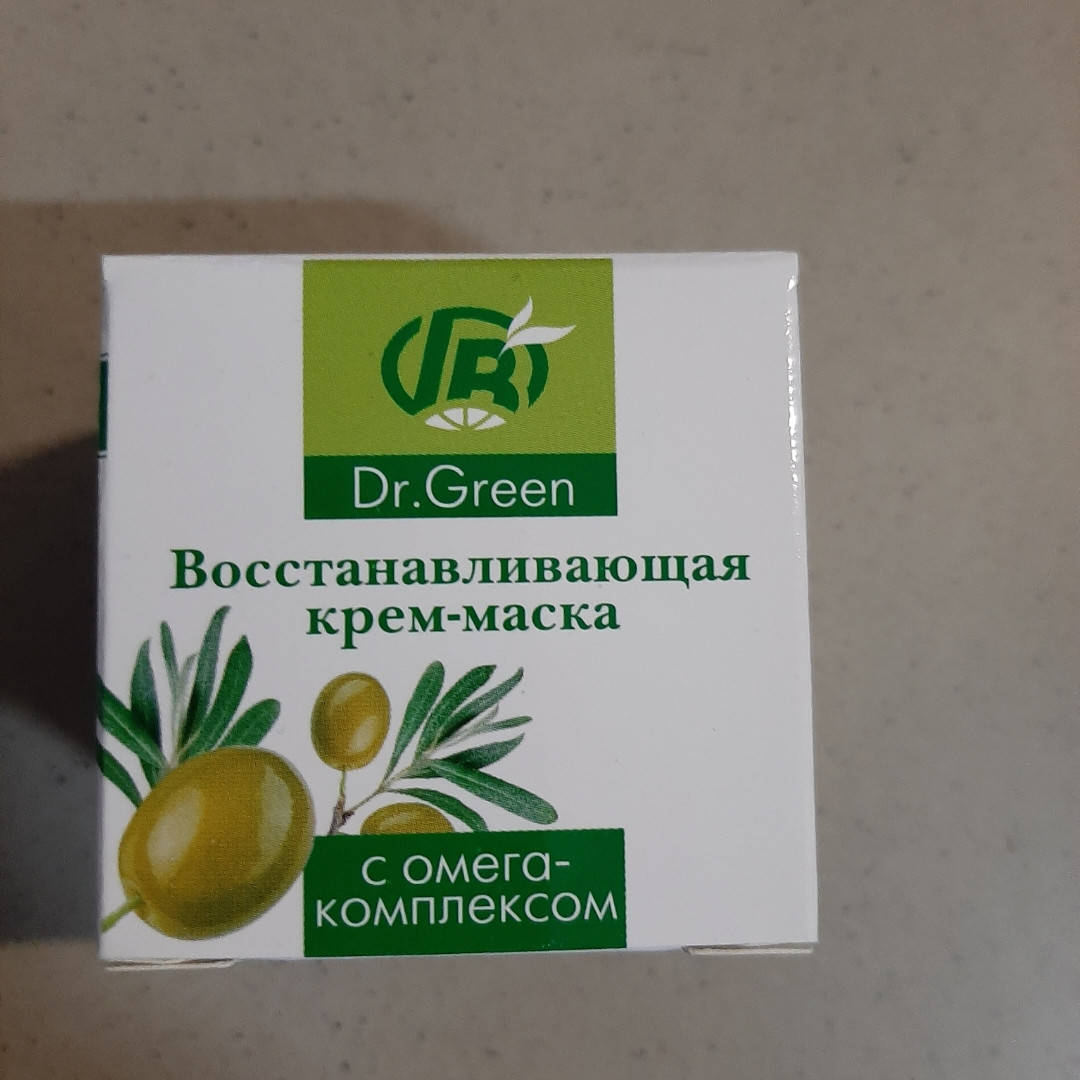 Dr.Green
Восстанавливающая
крем-маска
с омега-
комплексом